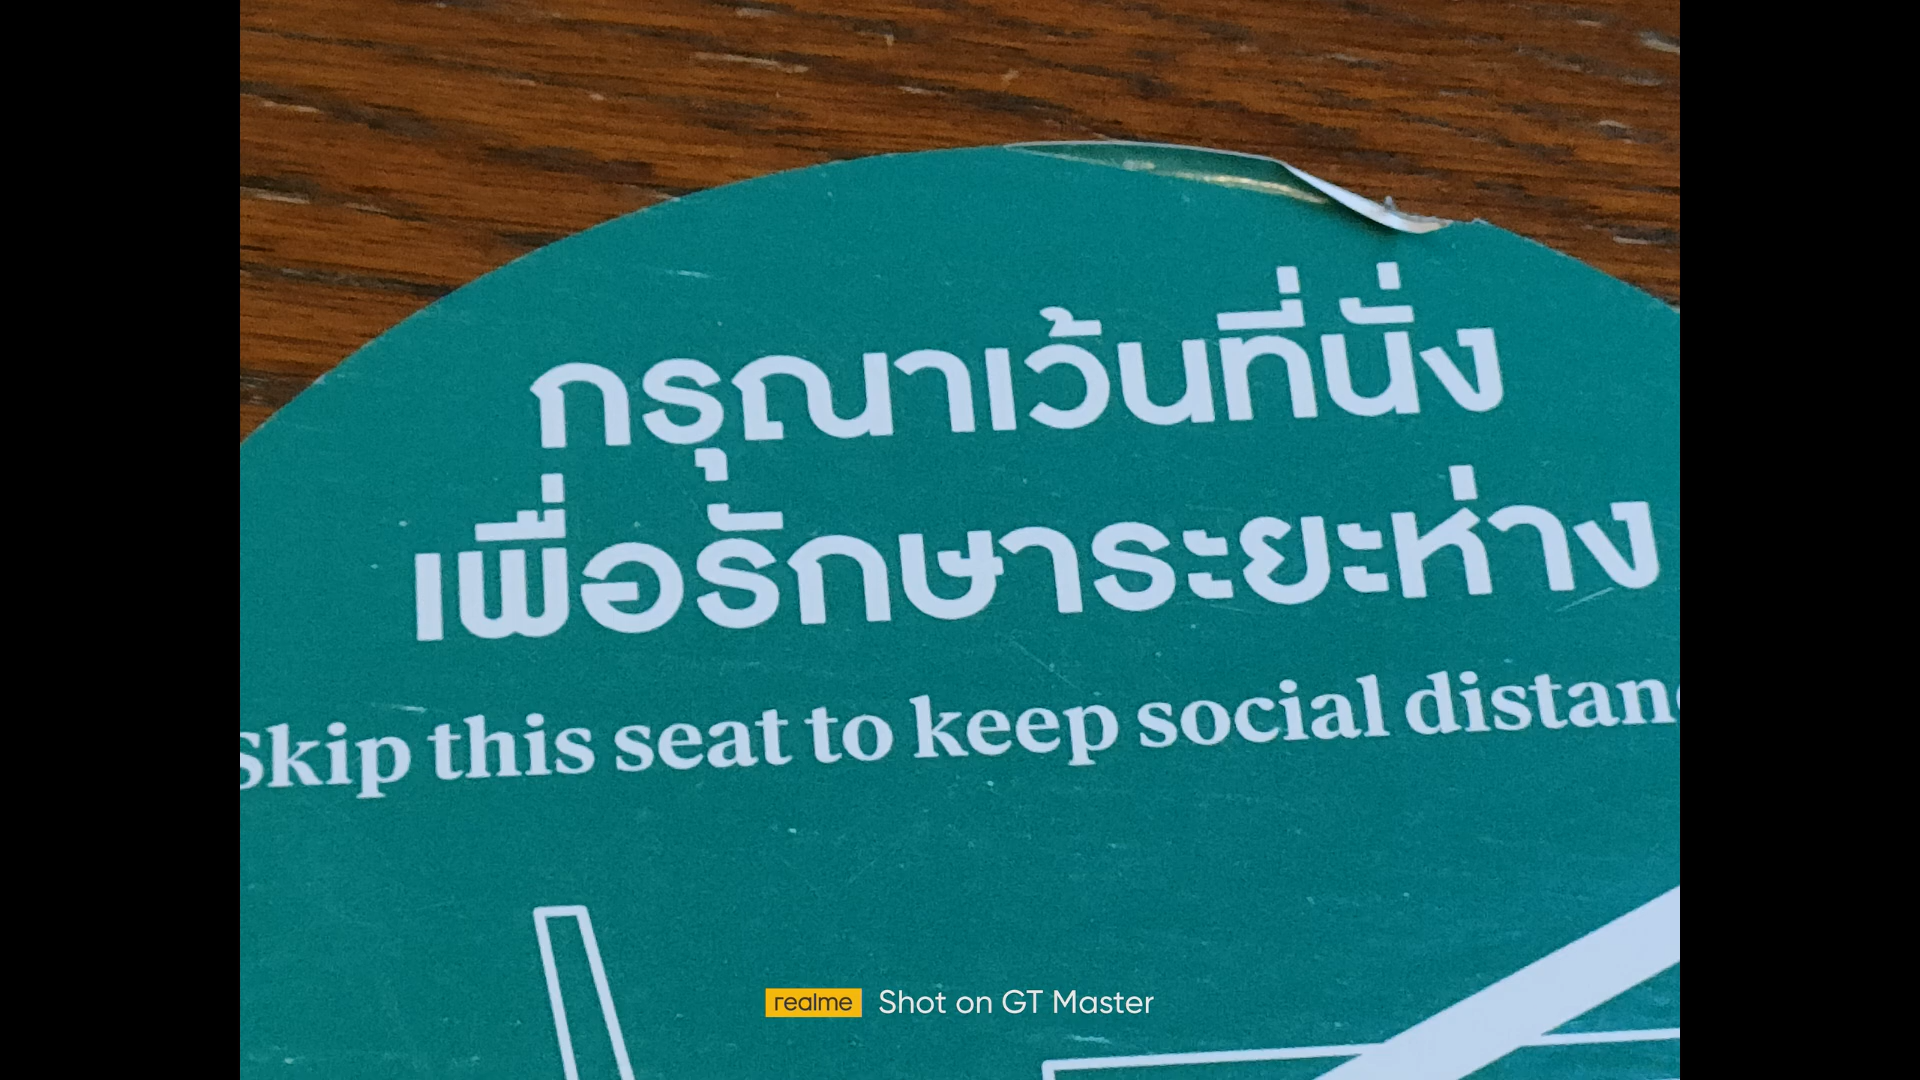 กรุณาเว้นที่นั่ง
เพื่อรักษาระยะห่าง
Skip this seat to keep social distan
realme Shot on GT Master